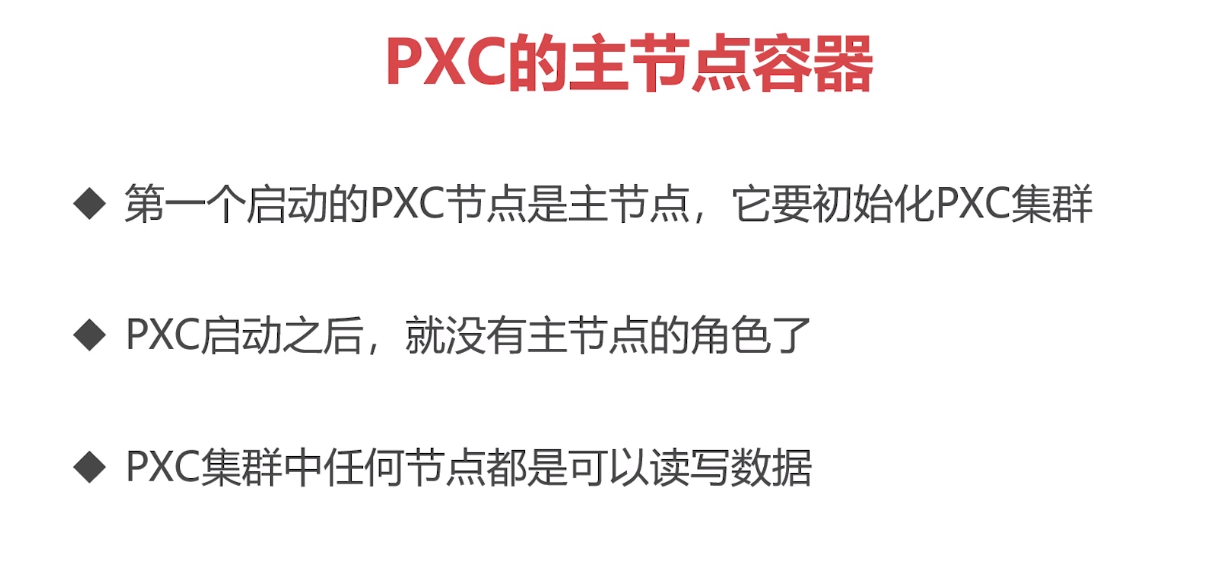 PXC的主节点容器
◆ 第一个启动的PXC节点是主节点，它要初始化PXC集群
◆ PXC启动之后，就没有主节点的角色了
◆ PXC集群中任何节点都是可以读写数据